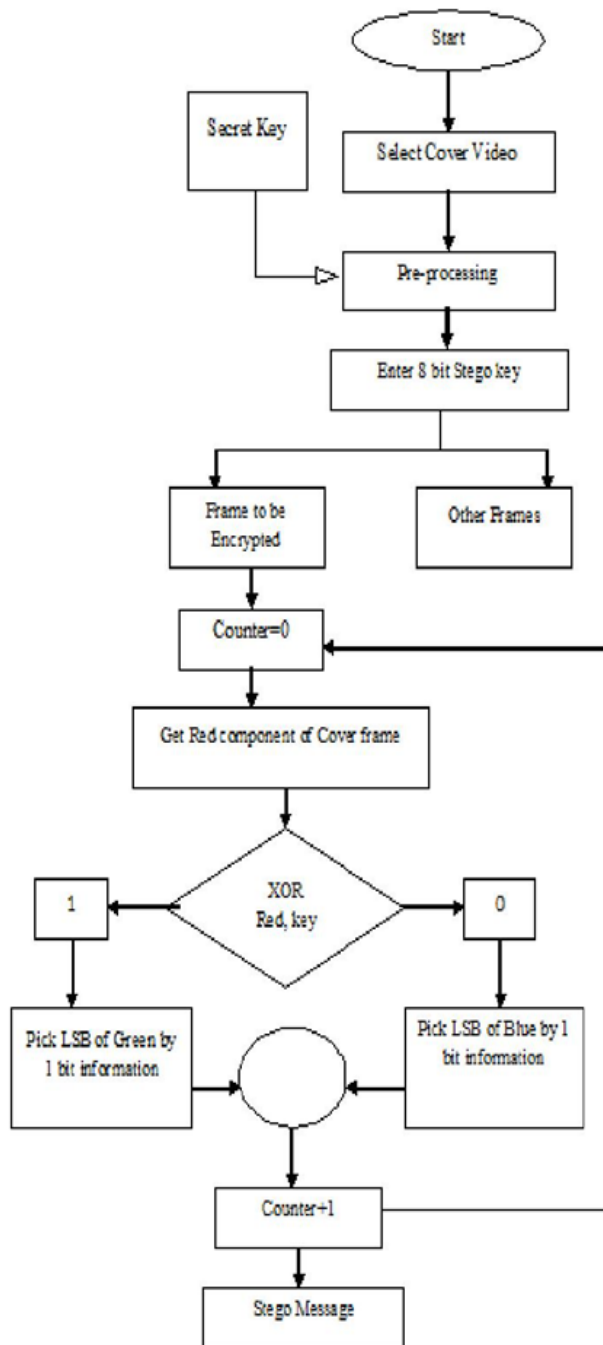 Start
Secret Key
Select Cover Video
Pre-processing
Enter 8 bit Stego key
Frame to be
Encrypted
Other Frames
Counter=0
Get Red component of Cover frame
XOR
Red, key
1
0
Pick LSB of Green by
1 bit information
Pick LSB of Blue by 1
bit information
Counter+1
Stego Message